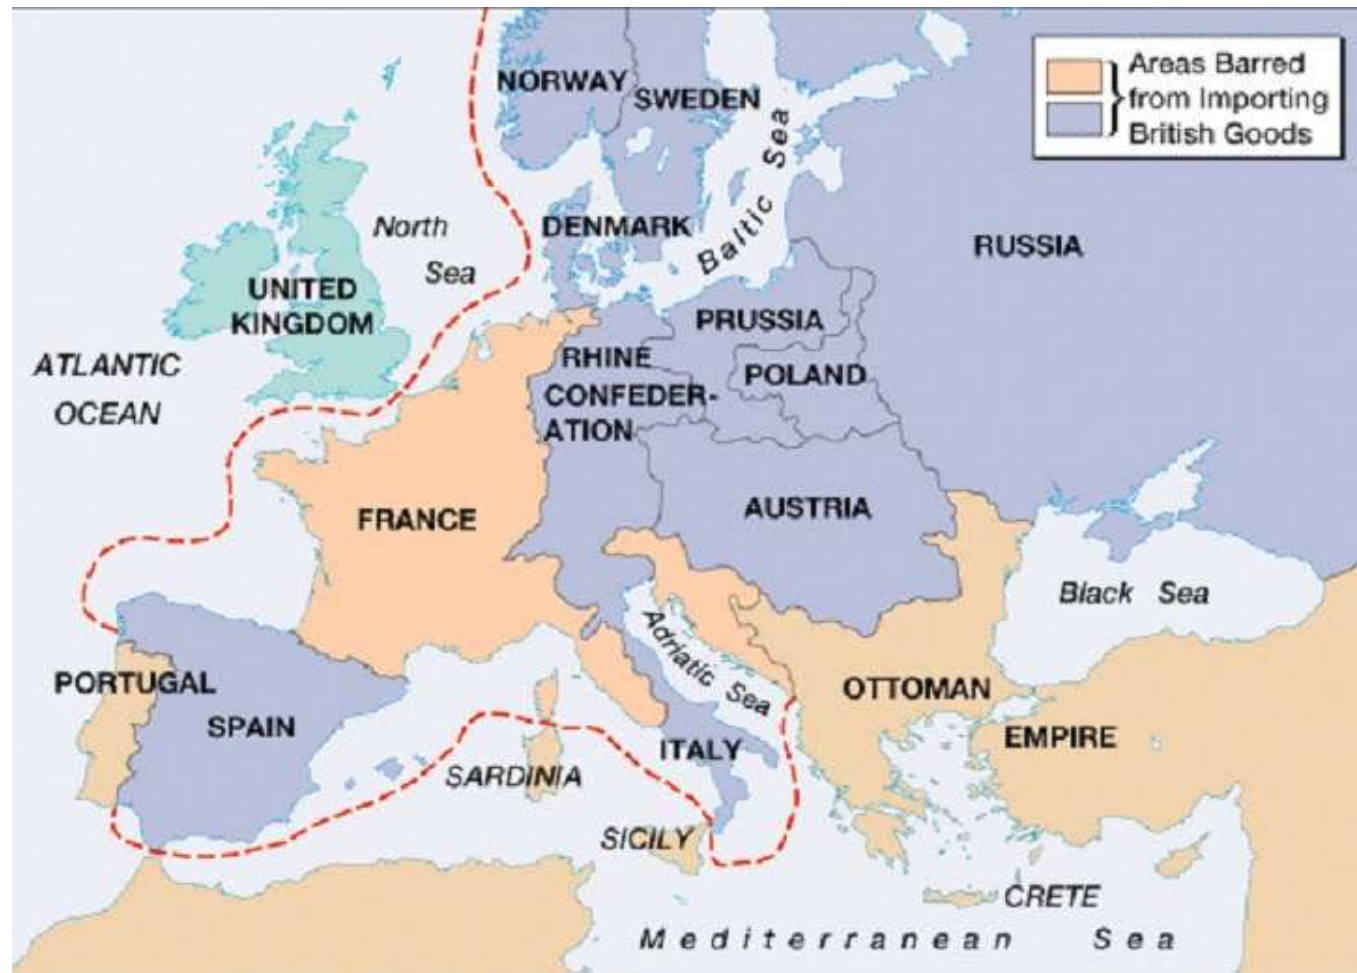 NORWAY
SWEDEN
Baltic Sea
Areas Barred
from Importing
British Goods
North
Sea
DENMARK
RUSSIA
UNITED
KINGDOM
PRUSSIA
ATLANTIC
OCEAN
RHINE
CONFEDER-
ATION
POLAND
FRANCE
AUSTRIA
Black Sea
Adriatic Sea
PORTUGAL
SPAIN
OTTOMAN
EMPIRE
ITALY
SARDINIA
SICILY
CRETE
Mediterranean Sea